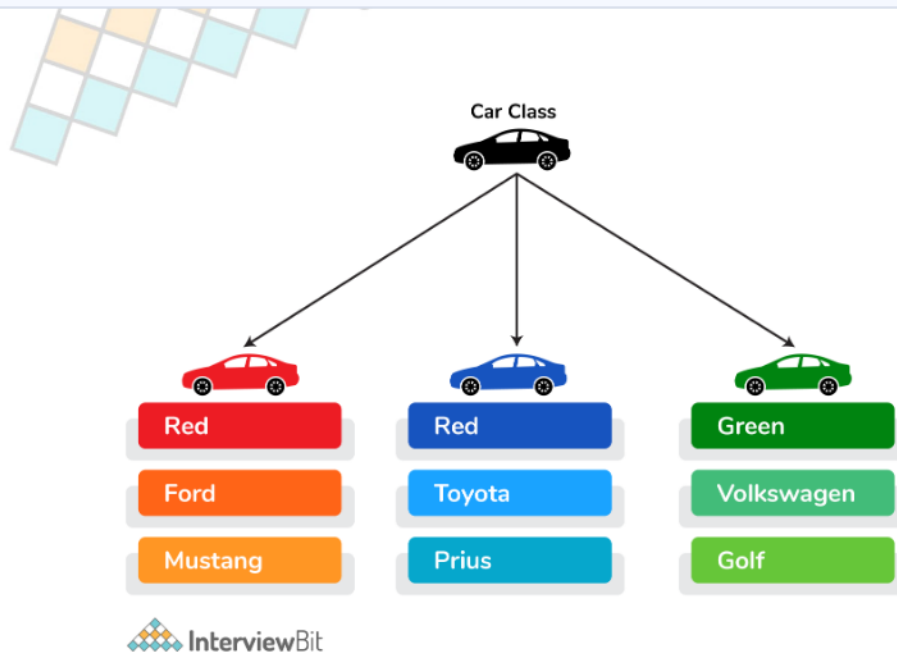 Car Class
Red
Red
Green
Ford
Toyota
Volkswagen
Mustang
Prius
Golf
InterviewBit